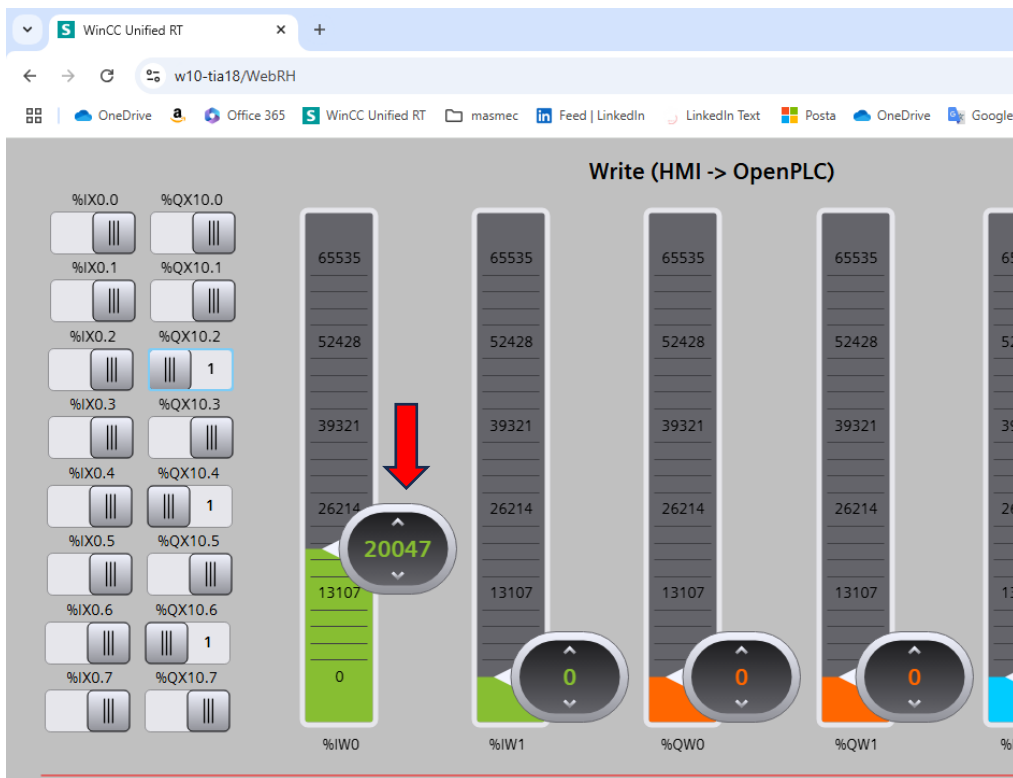 WinCC Unified RT
w10-tia18/WebRH
OneDrive Office 365 WinCC Unified RT masmec Feed | LinkedIn LinkedIn Text Posta OneDrive Google
Write (HMI -> OpenPLC)
%IX0.0 %QX10.0
%IX0.1 %QX10.1
%IX0.2 %QX10.2
1
%IX0.3 %QX10.3
%IX0.4 %QX10.4
1
%IX0.5 %QX10.5
%IX0.6 %QX10.6
1
%IX0.7 %QX10.7
65535 65535 65535 65535
52428 52428 52428 52428
39321 39321 39321 39321
26214 26214 26214 26214
20047
13107 13107 13107 13107
0 0 0 0
%IW0 %IW1 %QW0 %QW1